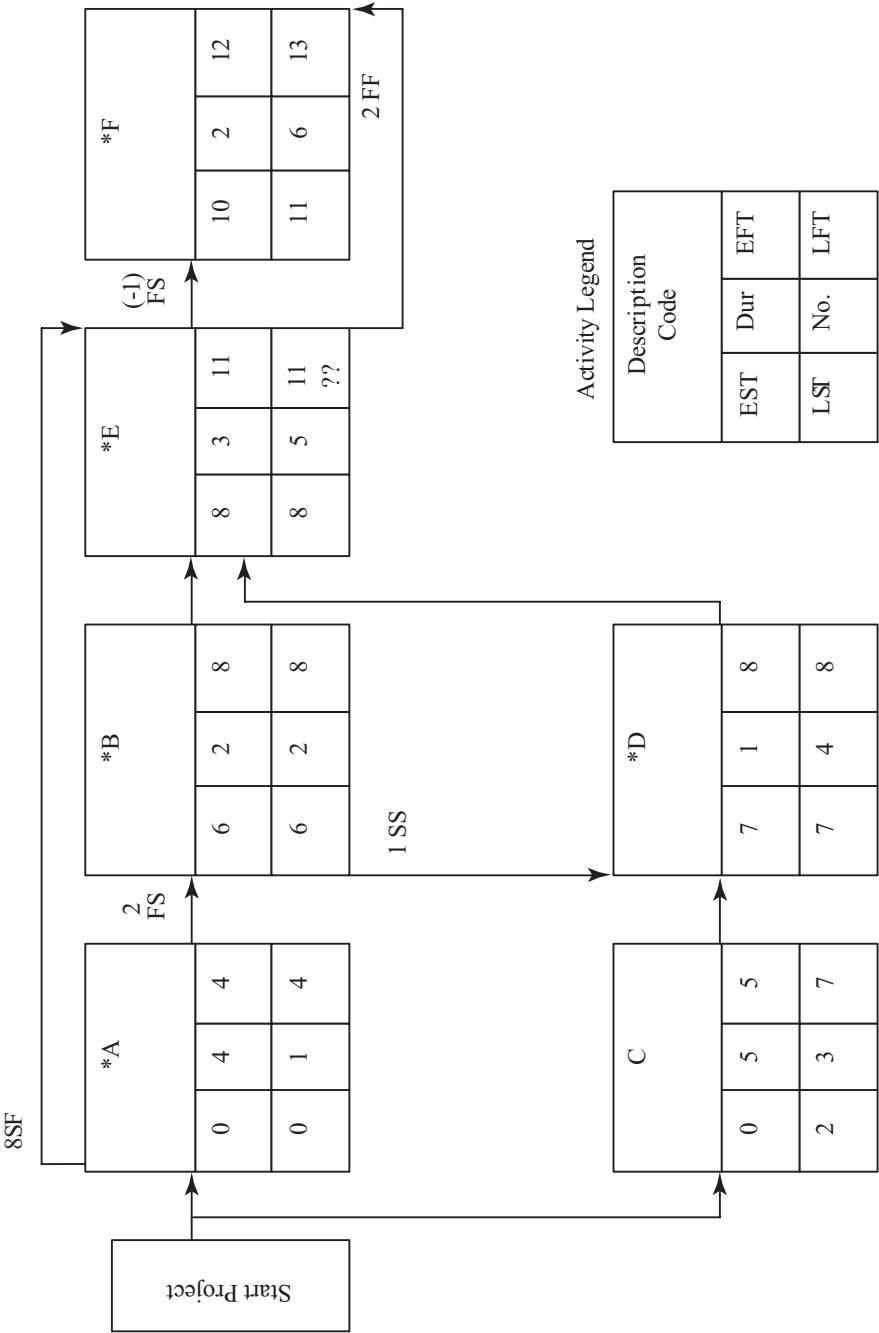 8SF
Start Project
*A
0 4 4
0 1 4
2
FS
*B
6 2 8
6 2 8
1 SS
*E
8 3 11
8 5 11
??
(-1)
FS
*F
10 2 12
11 6 13
2 FF
C
0 5 5
2 3 7
*D
7 1 8
7 4 8
Activity Legend
Description
Code
EST Dur EFT
LST No. LFT